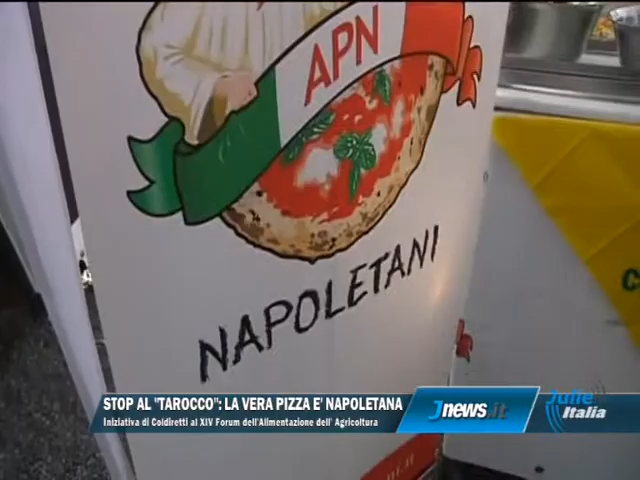 APN
NAPOLETANI
STOP AL "TAROCCO": LA VERA PIZZA E' NAPOLETANA
Iniziativa di Coldiretti al XIV Forum dell'Alimentazione dell' Agricoltura
Jnews.it
Julie
Italia